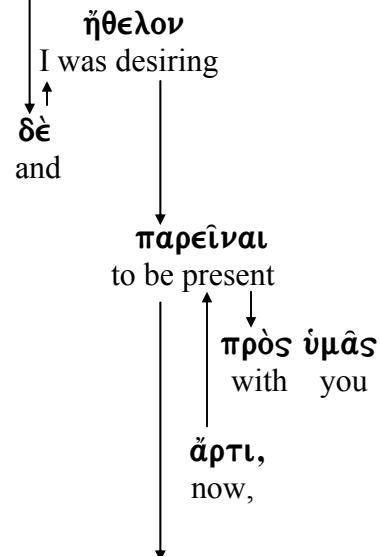 ἤθελον
I was desiring
δὲ
and
παρεῖναι
to be present
πρὸς ὑμᾶς
with you
ἄρτι,
now,